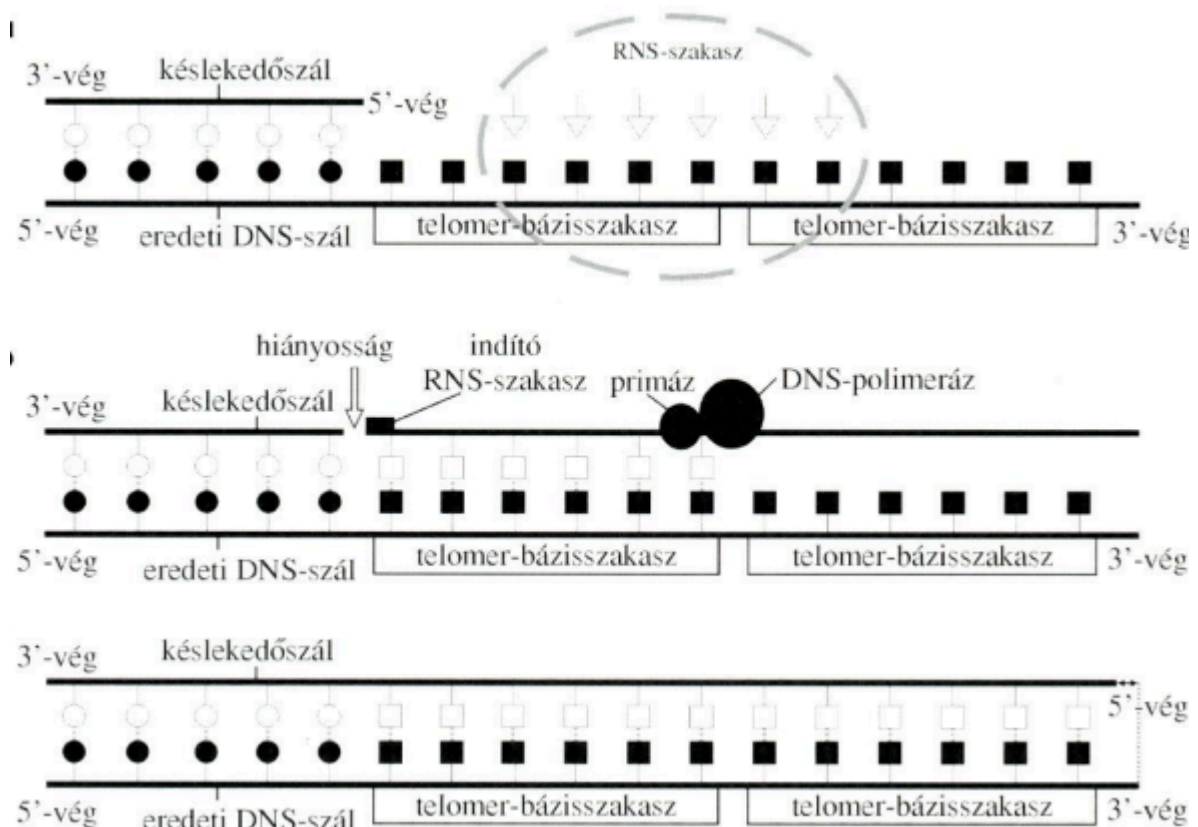 RNS-szakasz
3’-vég
késlekedőszál
5’-vég
5’-vég
eredeti DNS-szál
telomer-bázisszakasz
telomer-bázisszakasz
3’-vég
hiányosság
indító
RNS-szakasz
primáz
DNS-polimeráz
3’-vég
késlekedőszál
5’-vég
eredeti DNS-szál
telomer-bázisszakasz
telomer-bázisszakasz
3’-vég
3’-vég
késlekedőszál
5’-vég
5’-vég
eredeti DNS-szál
telomer-bázisszakasz
telomer-bázisszakasz
3’-vég